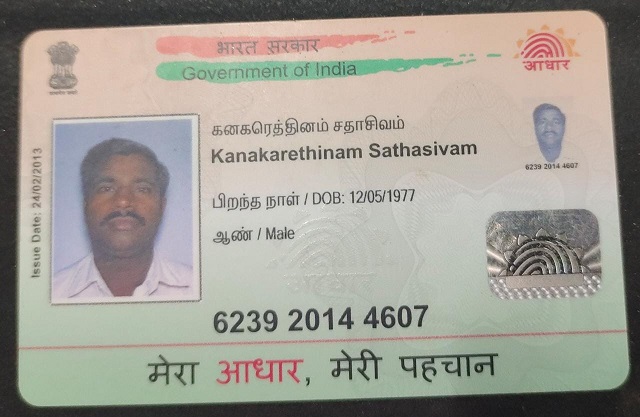 भारत सरकार
Government of India
आधार
கனகரெத்தினம் சதாசிவம்
Kanakarethinam Sathasivam
6239 2014 4607
பிறந்த நாள் / DOB: 12/05/1977
ஆண் / Male
Issue Date: 24/02/2013
6239 2014 4607
मेरा आधार, मेरी पहचान